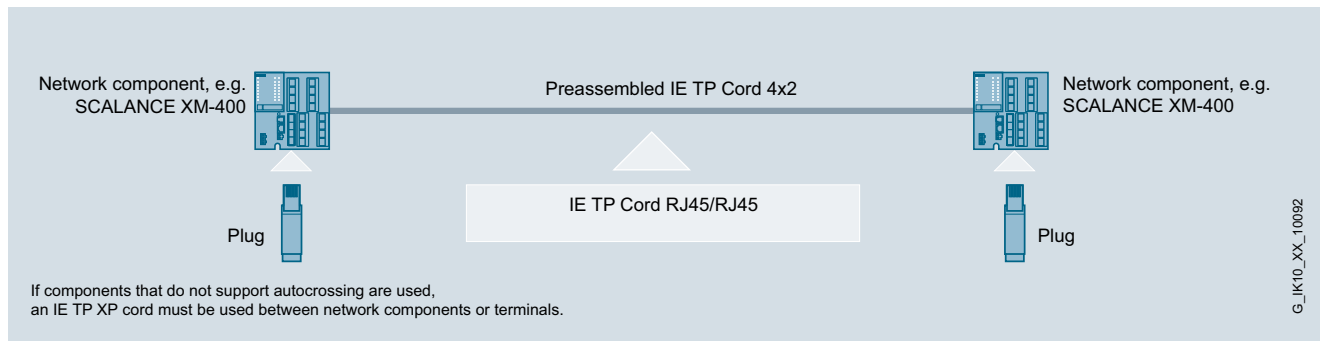 Network component, e.g.
SCALANCE XM-400
Preassembled IE TP Cord 4x2
Network component, e.g.
SCALANCE XM-400
IE TP Cord RJ45/RJ45
Plug
Plug
If components that do not support autocrossing are used,
an IE TP XP cord must be used between network components or terminals.
G_IK10_XX_10092